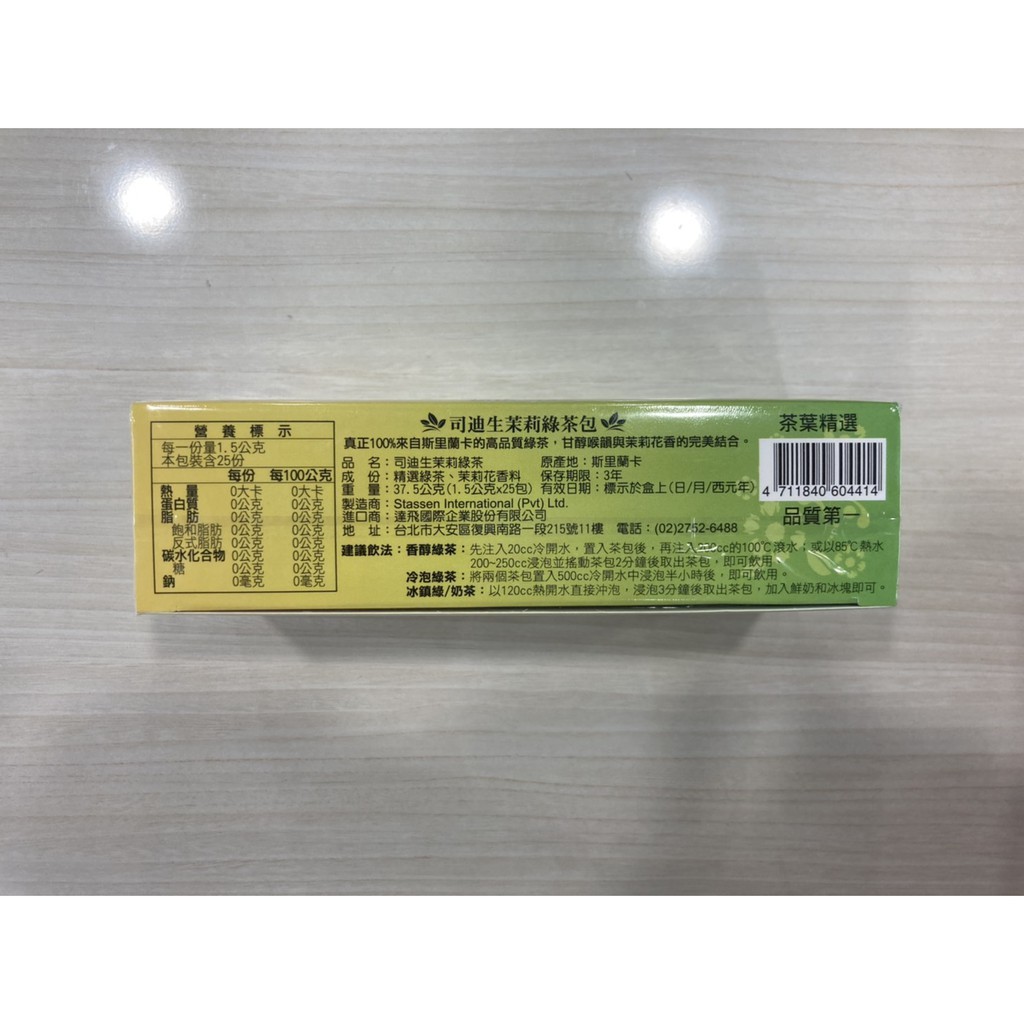 營養標示
每一份量1.5公克
本包裝含25份
每份 每100公克
熱量 0大卡 0大卡
蛋白質 0公克 0公克
脂肪 0公克 0公克
飽和脂肪 0公克 0公克
反式脂肪 0公克 0公克
碳水化合物 0公克 0公克
糖 0公克 0公克
鈉 0毫克 0毫克
司迪生茉莉綠茶包
真正100%來自斯里蘭卡的高品質綠茶，甘醇喉韻與茉莉花香的完美結合。
品名：司迪生茉莉綠茶 原產地：斯里蘭卡
成份：精選綠茶、茉莉花香料 保存期限：3年
重量：37.5公克(1.5公克x25包) 有效日期：標示於盒上(日/月/西元年)
製造商：Stassen International (Pvt) Ltd.
進口商：達飛國際企業股份有限公司
地址：台北市大安區復興南路一段215號11樓 電話：(02)2752-6488
建議飲法：香醇綠茶：先注入20cc冷開水，置入茶包後，再注入的100℃滾水；或以85℃熱水
200~250cc浸泡並搖動茶包2分鐘後取出茶包，即可飲用。
冷泡綠茶：將兩個茶包置入500cc冷開水中浸泡半小時後，即可飲用。
冰鎮綠/奶茶：以120cc熱開水直接沖泡，浸泡3分鐘後取出茶包，加入鮮奶和冰塊即可。
茶葉精選
4 711840 604414
品質第一